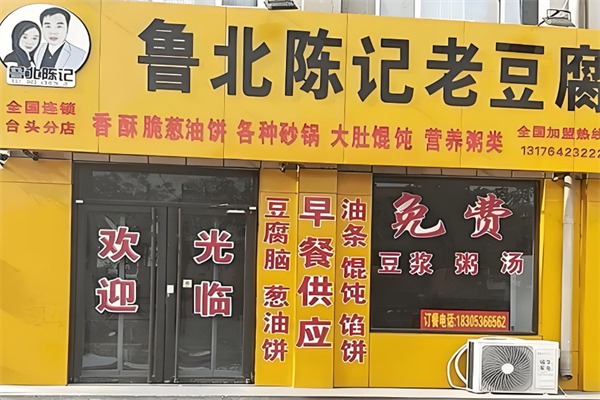 鲁北陈记老豆腐
鲁北陈记
全国连锁
台头分店
香酥脆葱油饼 各种砂锅 大肚馄饨 营养粥类
全国加盟热线
13176423222
欢迎
光临
豆腐脑 葱油饼
早餐供应
油条 馄饨 馅饼
免费
豆浆 粥 汤
订餐电话:18305366562